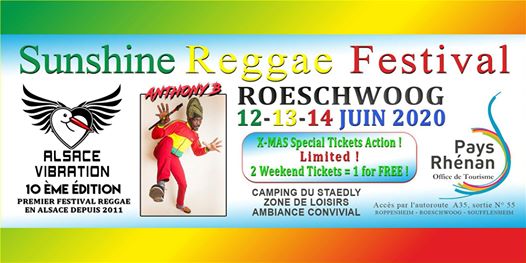 Sunshine Reggae Festival
ALSACE
VIBRATION
10 ÈME ÉDITION
PREMIER FESTIVAL REGGAE
EN ALSACE DEPUIS 2011
ANTHONY B
ROESCHWOOG
12-13-14 JUIN 2020
X-MAS Special Tickets Action !
Limited !
2 Weekend Tickets = 1 for FREE !
CAMPING DU STAEDLY
ZONE DE LOISIRS
AMBIANCE CONVIVIAL
Pays
Rhénan
Office de Tourisme
Accès par l'autoroute A35, sortie N° 55
ROPPENHEIM - ROESCHWOOG - SOUFFLENHEIM